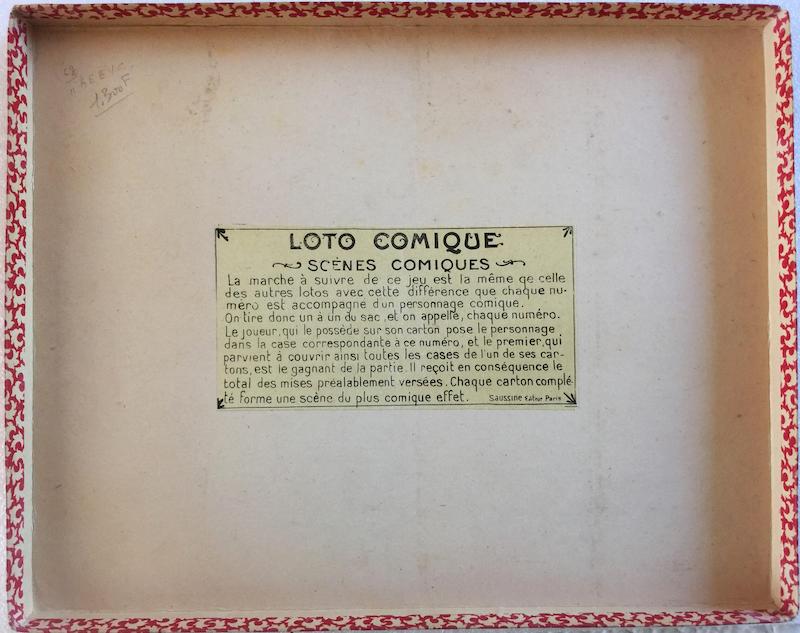 1.300F
LOTO COMIQUE
SCÈNES COMIQUES
La marche à suivre de ce jeu est la même qe celle
des autres lotos avec cette différence que chaque nu-
méro est accompagné d'un personnage comique.
On tire donc un à un du sac, et on appelle, chaque numéro.
Le joueur, qui le possède sur son carton pose le personnage
dans la case correspondante à ce numéro, et le premier, qui
parvient à couvrir ainsi toutes les cases de l'un de ses car-
tons, est le gagnant de la partie. Il reçoit en conséquence le
total des mises préalablement versées. Chaque carton complé
té forme une scène du plus comique effet. Saussine Editeur Paris